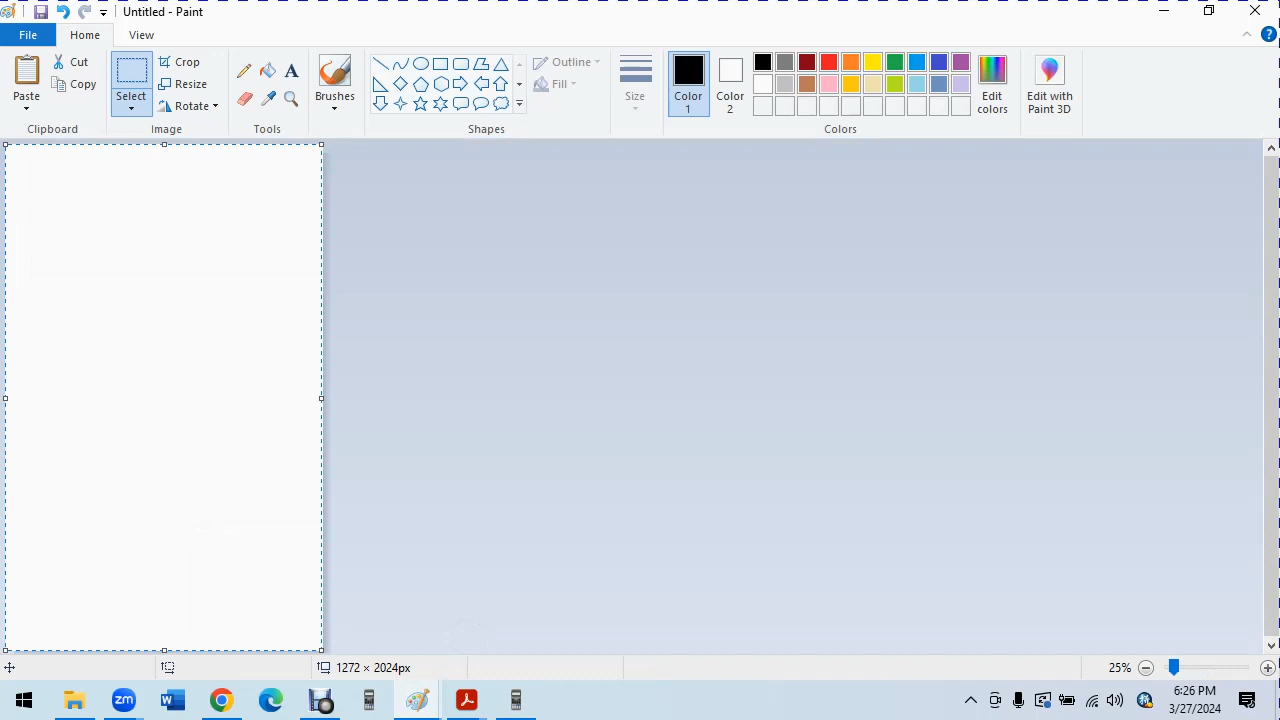 Untitled - Paint
File
Home
View
Paste
Cut
Copy
Clipboard
Select
Crop
Resize
Rotate
Image
A
Tools
Brushes
Shapes
Outline
Fill
Size
Color 1
Color 2
Colors
Edit colors
Edit with Paint 3D
?
1272 × 2024px
25%
zm
W
6:26 PM
3/27/2024